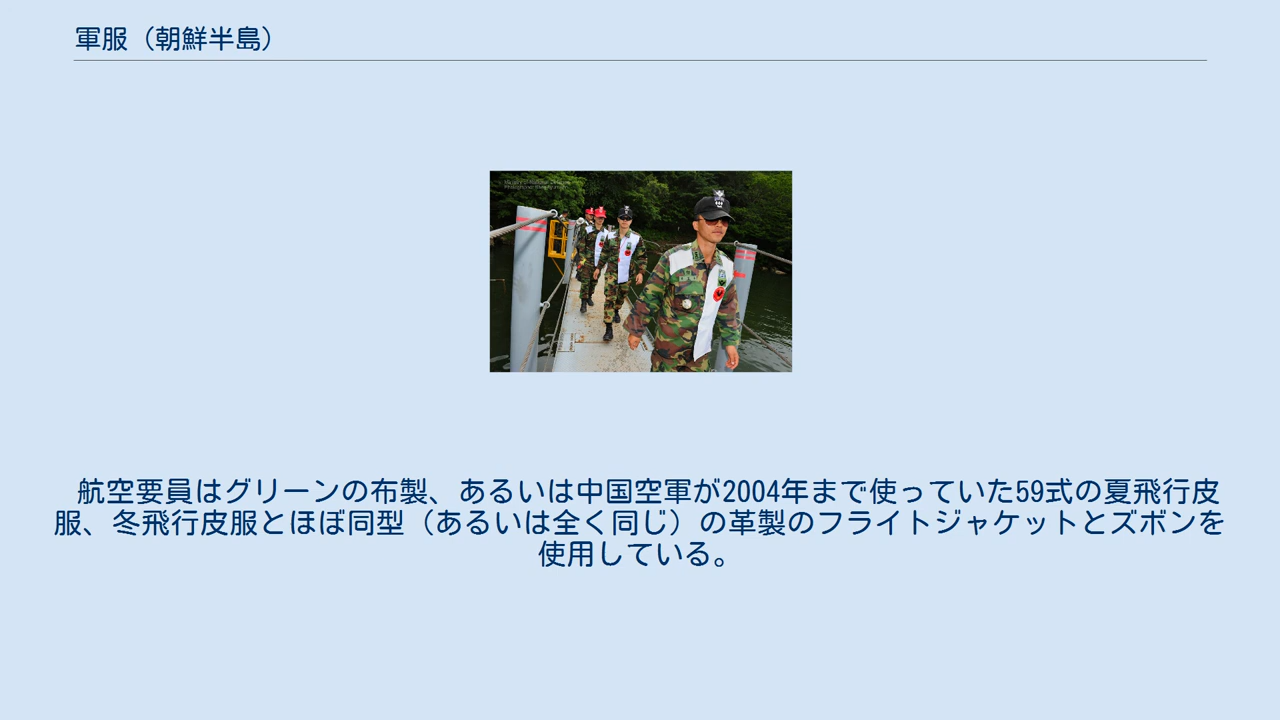 軍服（朝鮮半島）
航空要員はグリーンの布製、あるいは中国空軍が2004年まで使っていた59式の夏飛行皮
服、冬飛行皮服とほぼ同型（あるいは全く同じ）の革製のフライトジャケットとズボンを
使用している。